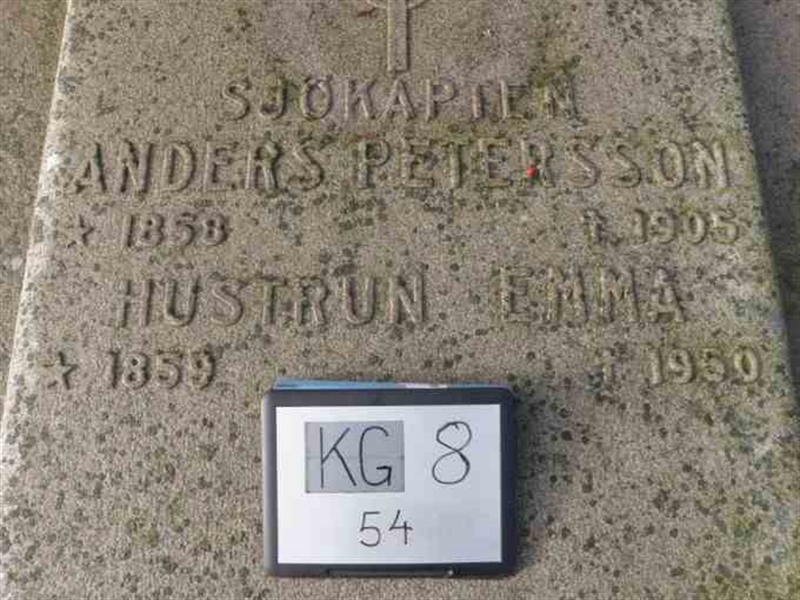 SJÖKAPTEN
ANDERS PETERSSON
☆ 1858 † 1905
HUSTRUN EMMA
☆ 1859 † 1950
KG 8
54